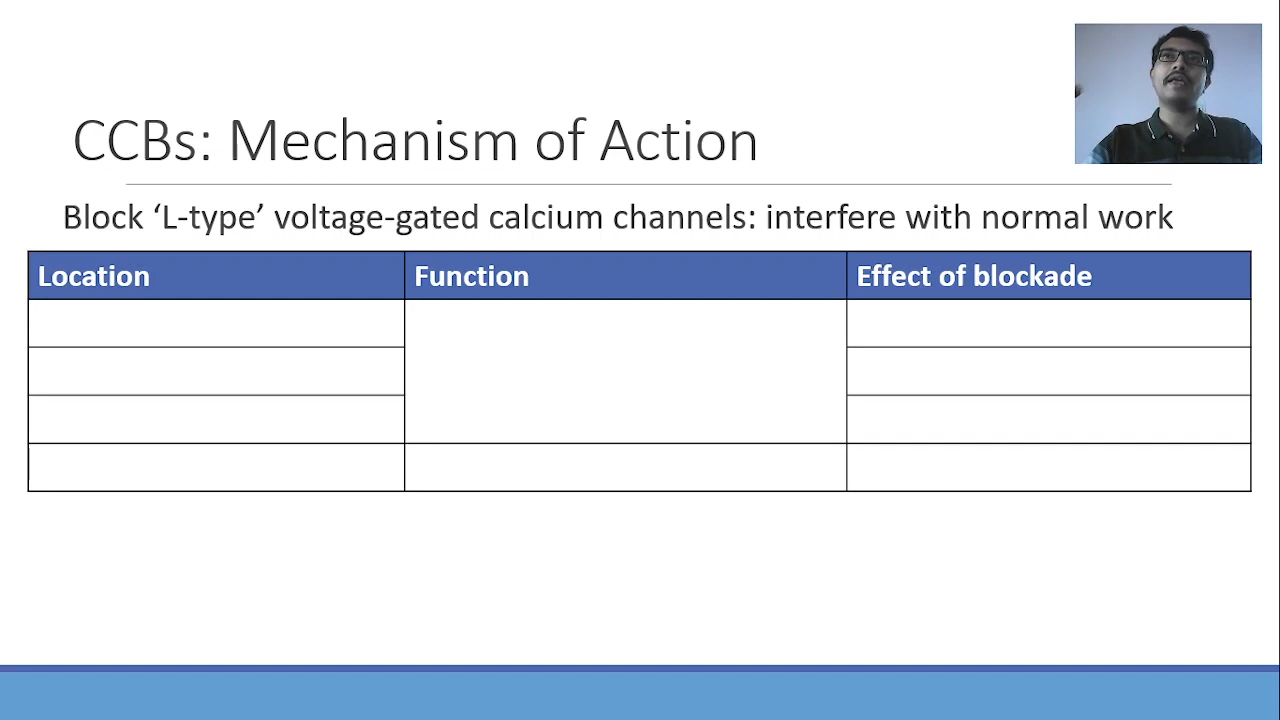 CCBs: Mechanism of Action
Block ‘L-type’ voltage-gated calcium channels: interfere with normal work
Location Function Effect of blockade